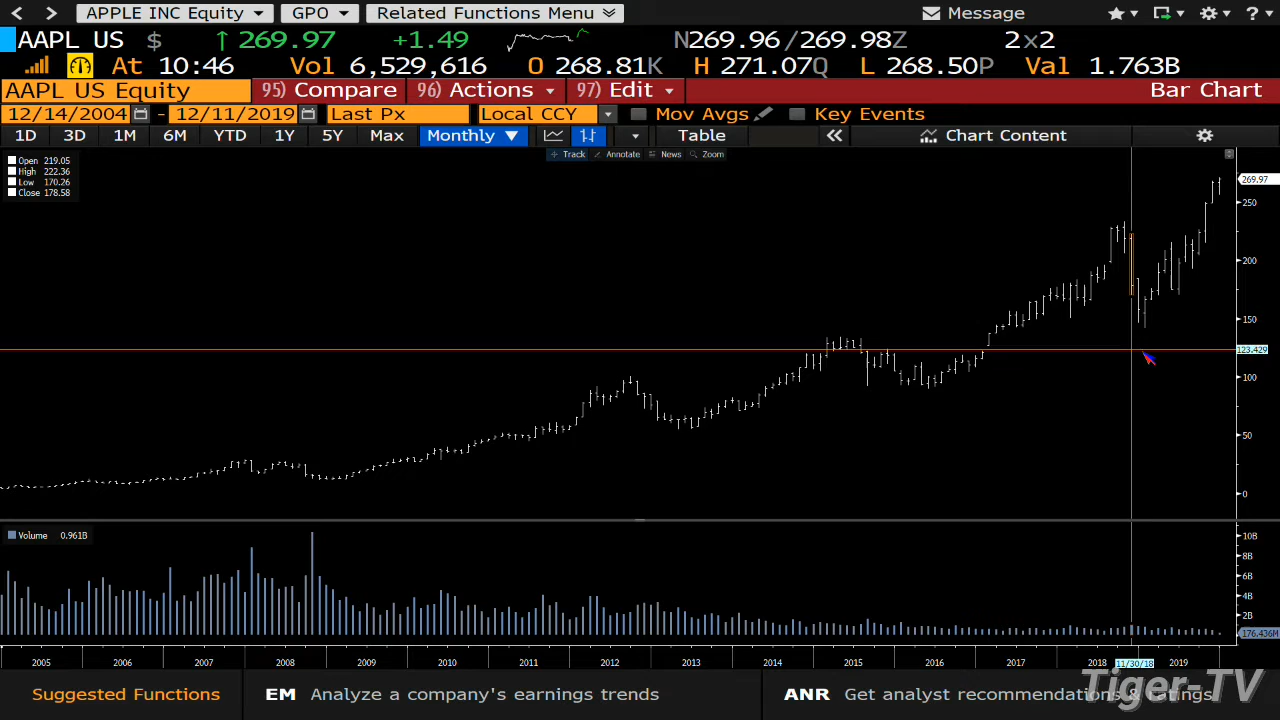 APPLE INC Equity GPO Related Functions Menu Message ?
AAPL US $ ↑ 269.97 +1.49 N269.96/269.98Z 2x2
At 10:46 Vol 6,529,616 O 268.81K H 271.07Q L 268.50P Val 1.763B
AAPL US Equity 95) Compare 96) Actions 97) Edit Bar Chart
12/14/2004 - 12/11/2019 Last Px Local CCY Mov Avgs Key Events
1D 3D 1M 6M YTD 1Y 5Y Max Monthly ▼ Table « Chart Content
Track Annotate News Zoom
Open 219.05
High 222.36
Low 170.26
Close 178.58
269.97
250
200
150
123.429
100
50
0
Volume 0.961B
10B
8B
6B
4B
2B
176.436M
2005 2006 2007 2008 2009 2010 2011 2012 2013 2014 2015 2016 2017 2018 11/30/18 2019
Suggested Functions EM Analyze a company's earnings trends ANR Get analyst recommendations & ratings
Tiger-TV